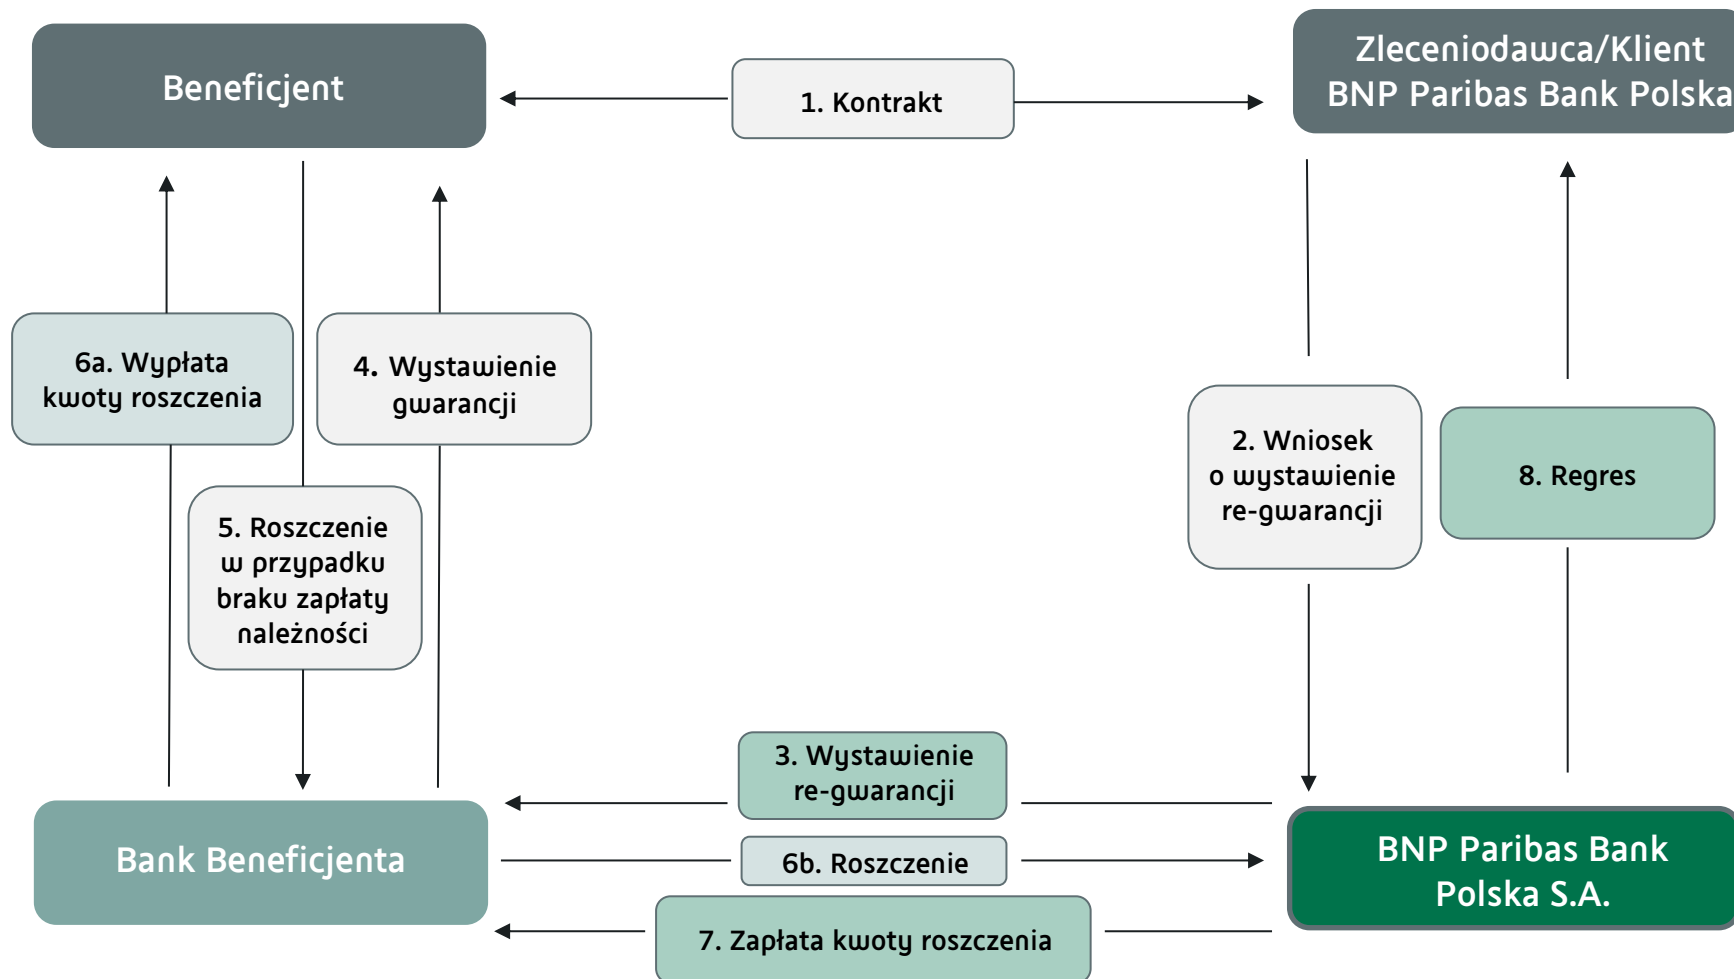 Beneficjent
1. Kontrakt
Zleceniodawca/Klient
BNP Paribas Bank Polska
6a. Wypłata
kwoty roszczenia
4. Wystawienie
gwarancji
5. Roszczenie
w przypadku
braku zapłaty
należności
2. Wniosek
o wystawienie
re-gwarancji
8. Regres
3. Wystawienie
re-gwarancji
Bank Beneficjenta
6b. Roszczenie
BNP Paribas Bank
Polska S.A.
7. Zapłata kwoty roszczenia